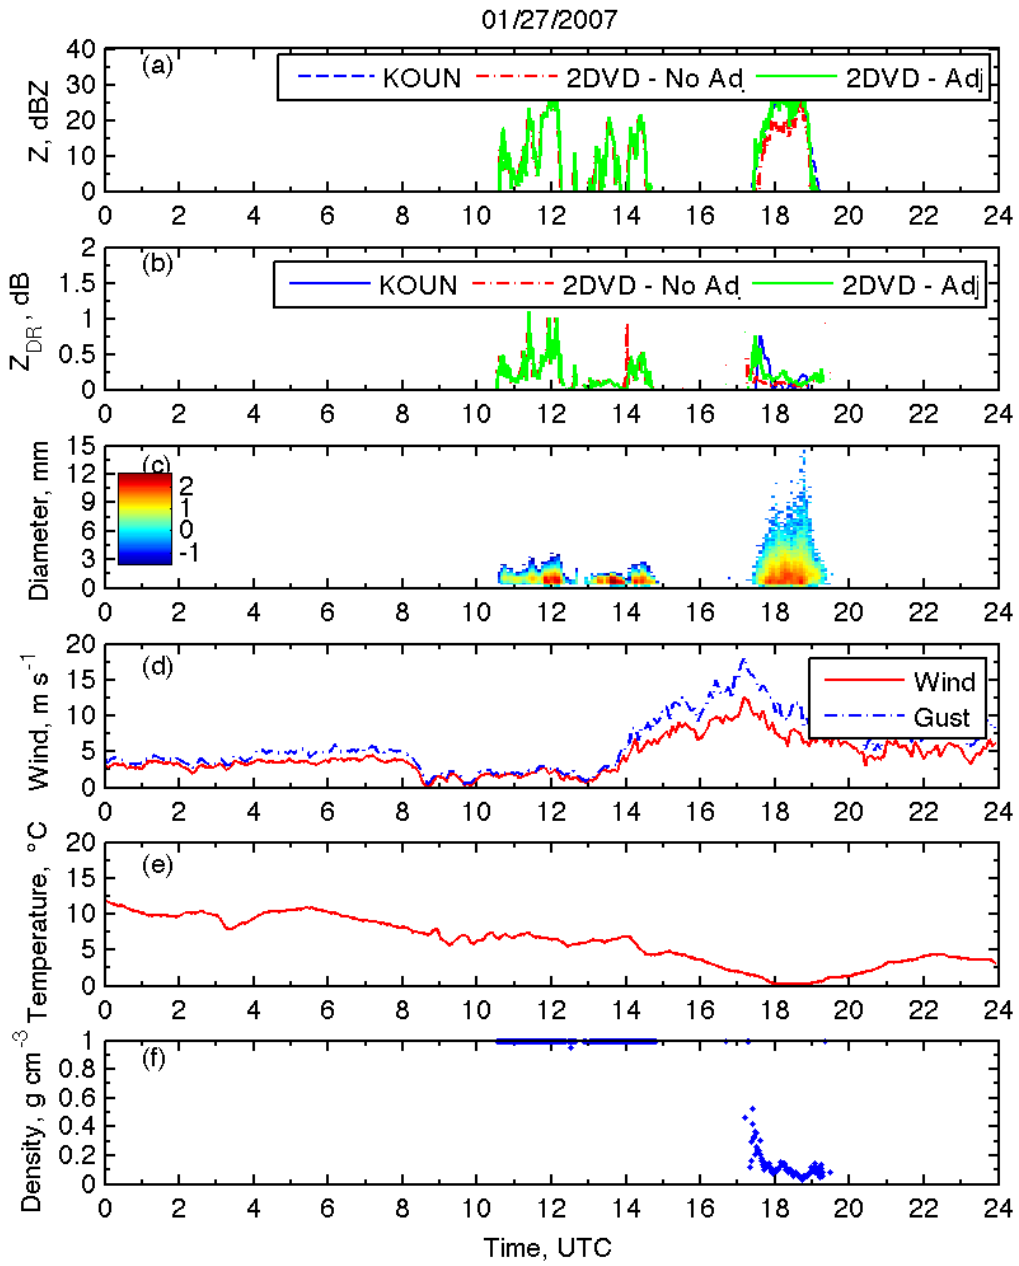 01/27/2007
(a)
KOUN 2DVD - No Ad 2DVD - Adj
Z, dBZ
40
30
20
10
0
0 2 4 6 8 10 12 14 16 18 20 22 24
(b)
KOUN 2DVD - No Ad 2DVD - Adj
Z_DR, dB
2
1.5
1
0.5
0
0 2 4 6 8 10 12 14 16 18 20 22 24
(c)
2
1
0
-1
Diameter, mm
15
12
9
6
3
0
0 2 4 6 8 10 12 14 16 18 20 22 24
(d)
Wind
Gust
Wind, m s⁻¹
20
15
10
5
0
0 2 4 6 8 10 12 14 16 18 20 22 24
(e)
Temperature, °C
20
15
10
5
0
0 2 4 6 8 10 12 14 16 18 20 22 24
(f)
Density, g cm⁻³
1
0.8
0.6
0.4
0.2
0
0 2 4 6 8 10 12 14 16 18 20 22 24
Time, UTC